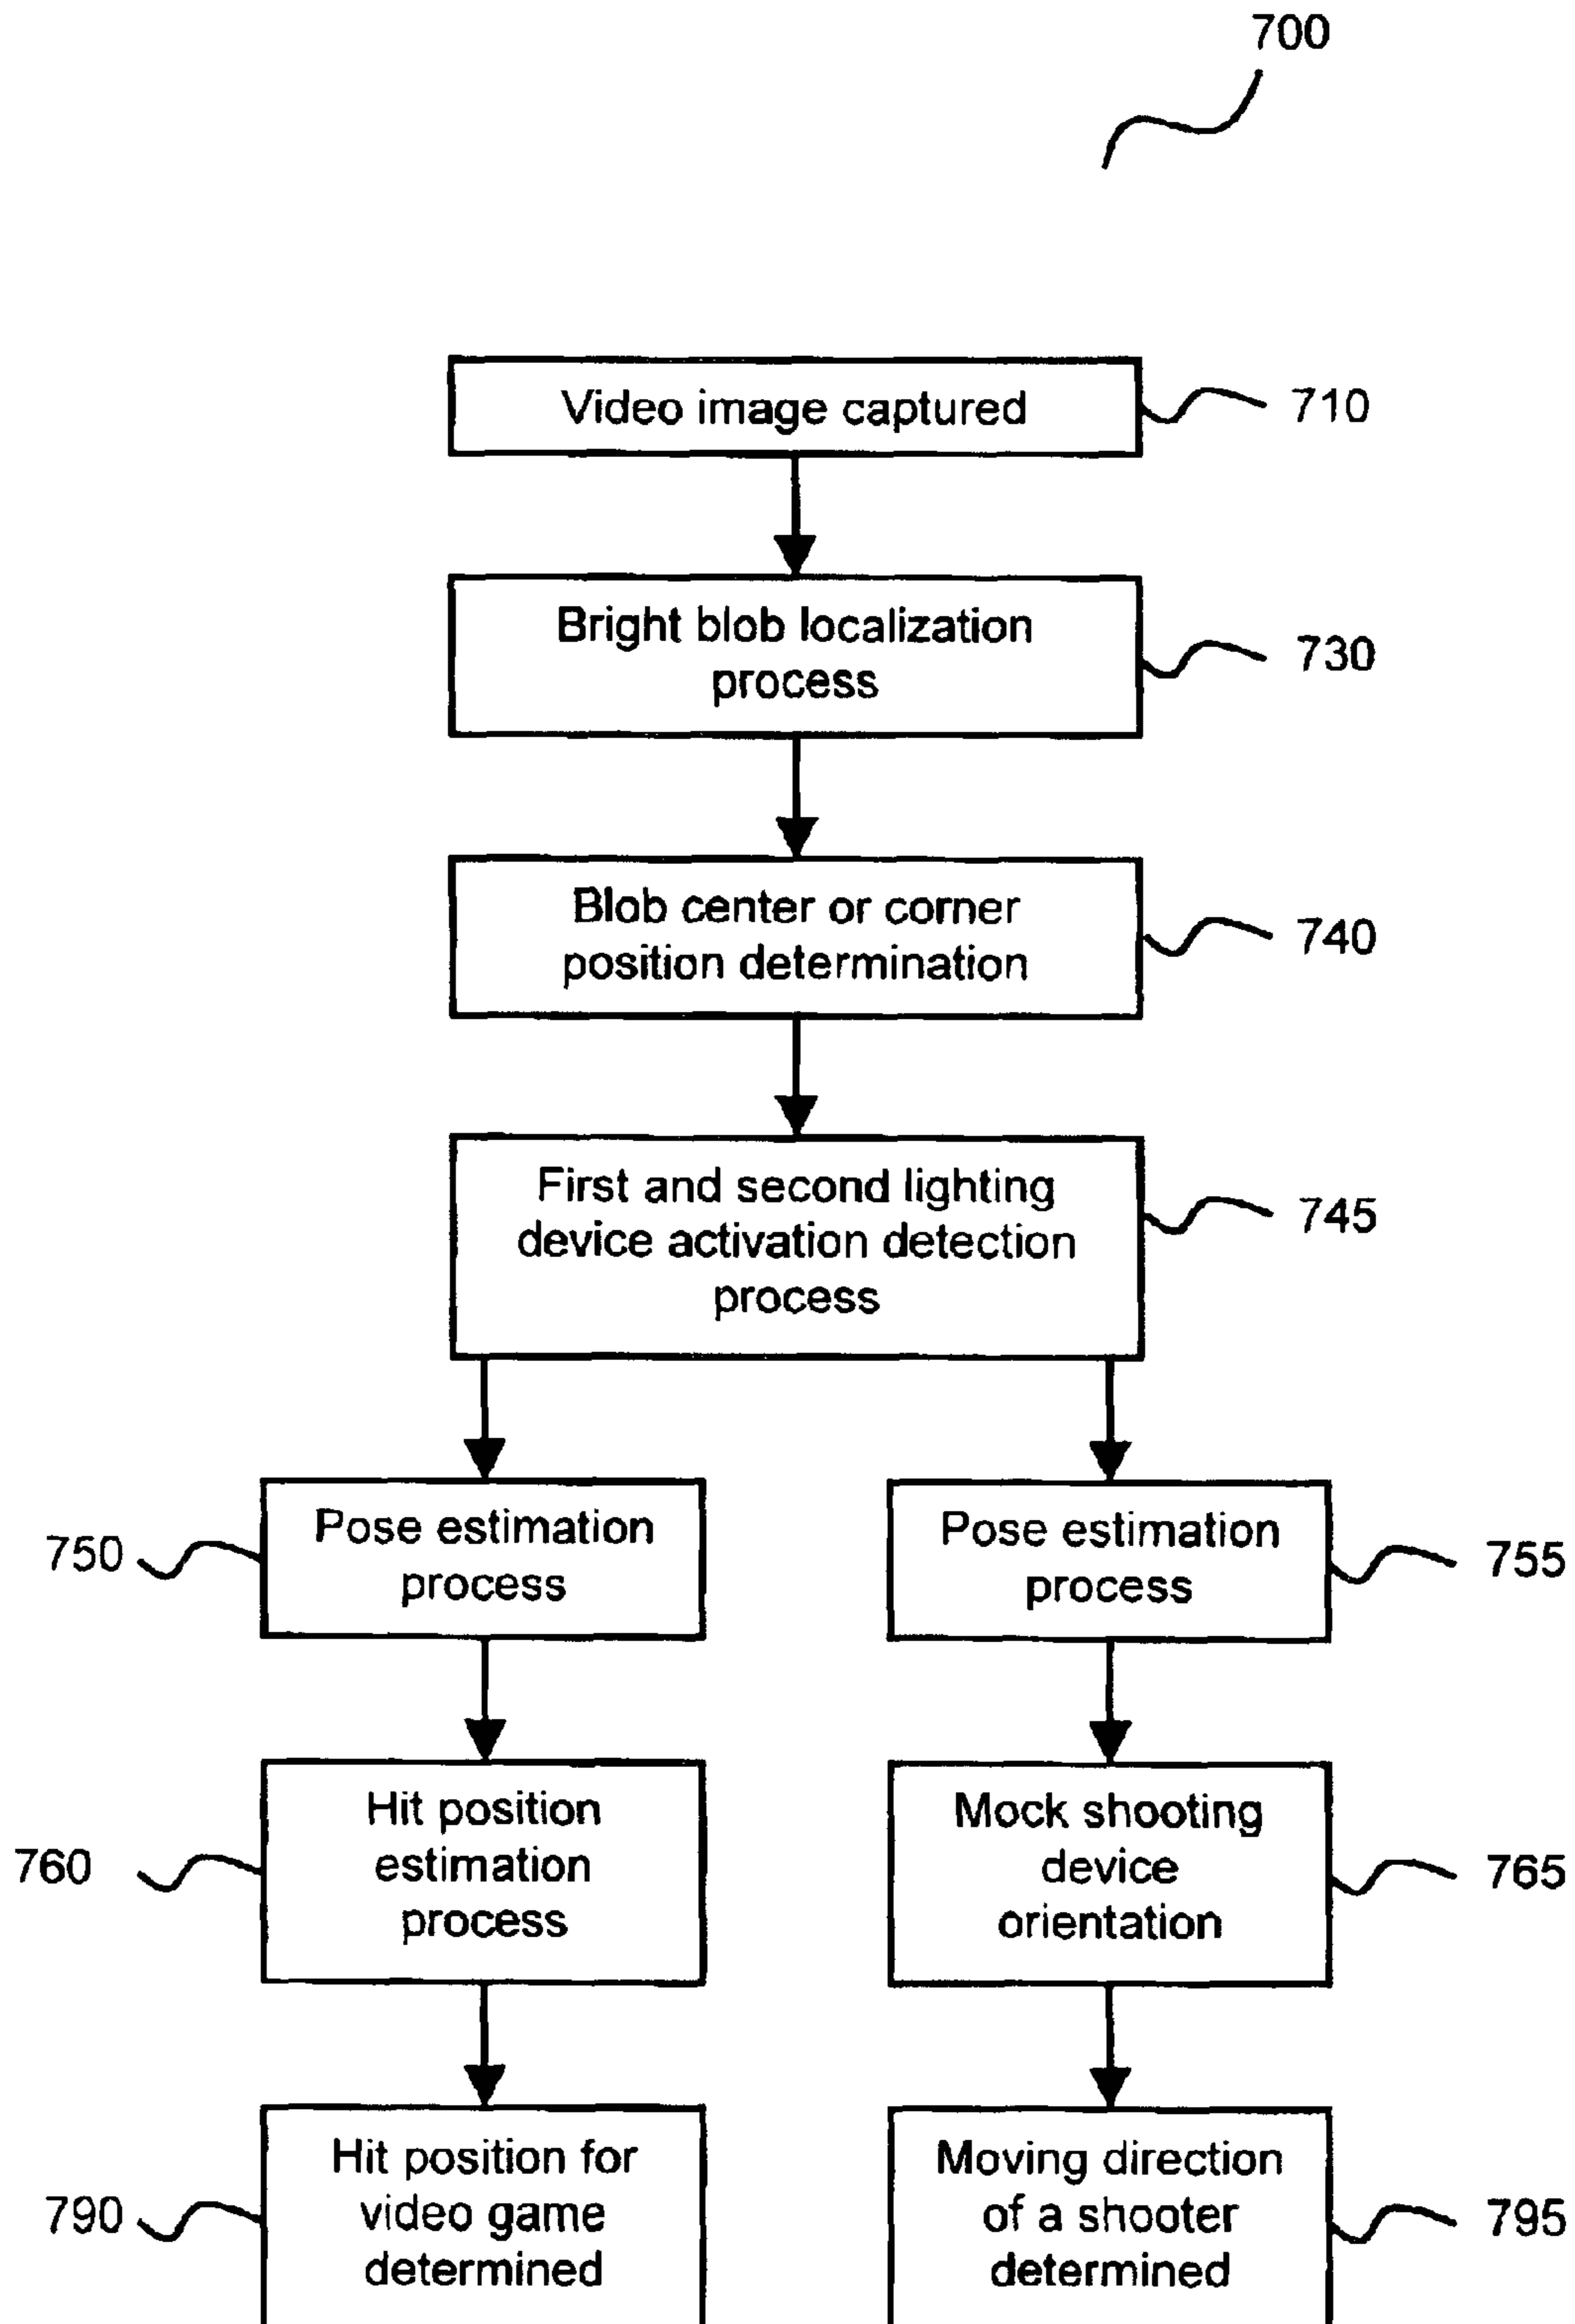 700
Video image captured
710
Bright blob localization
process
730
Blob center or corner
position determination
740
First and second lighting
device activation detection
process
745
Pose estimation
process
750
Pose estimation
process
755
Hit position
estimation
process
760
Mock shooting
device
orientation
765
Hit position for
video game
determined
790
Moving direction
of a shooter
determined
795